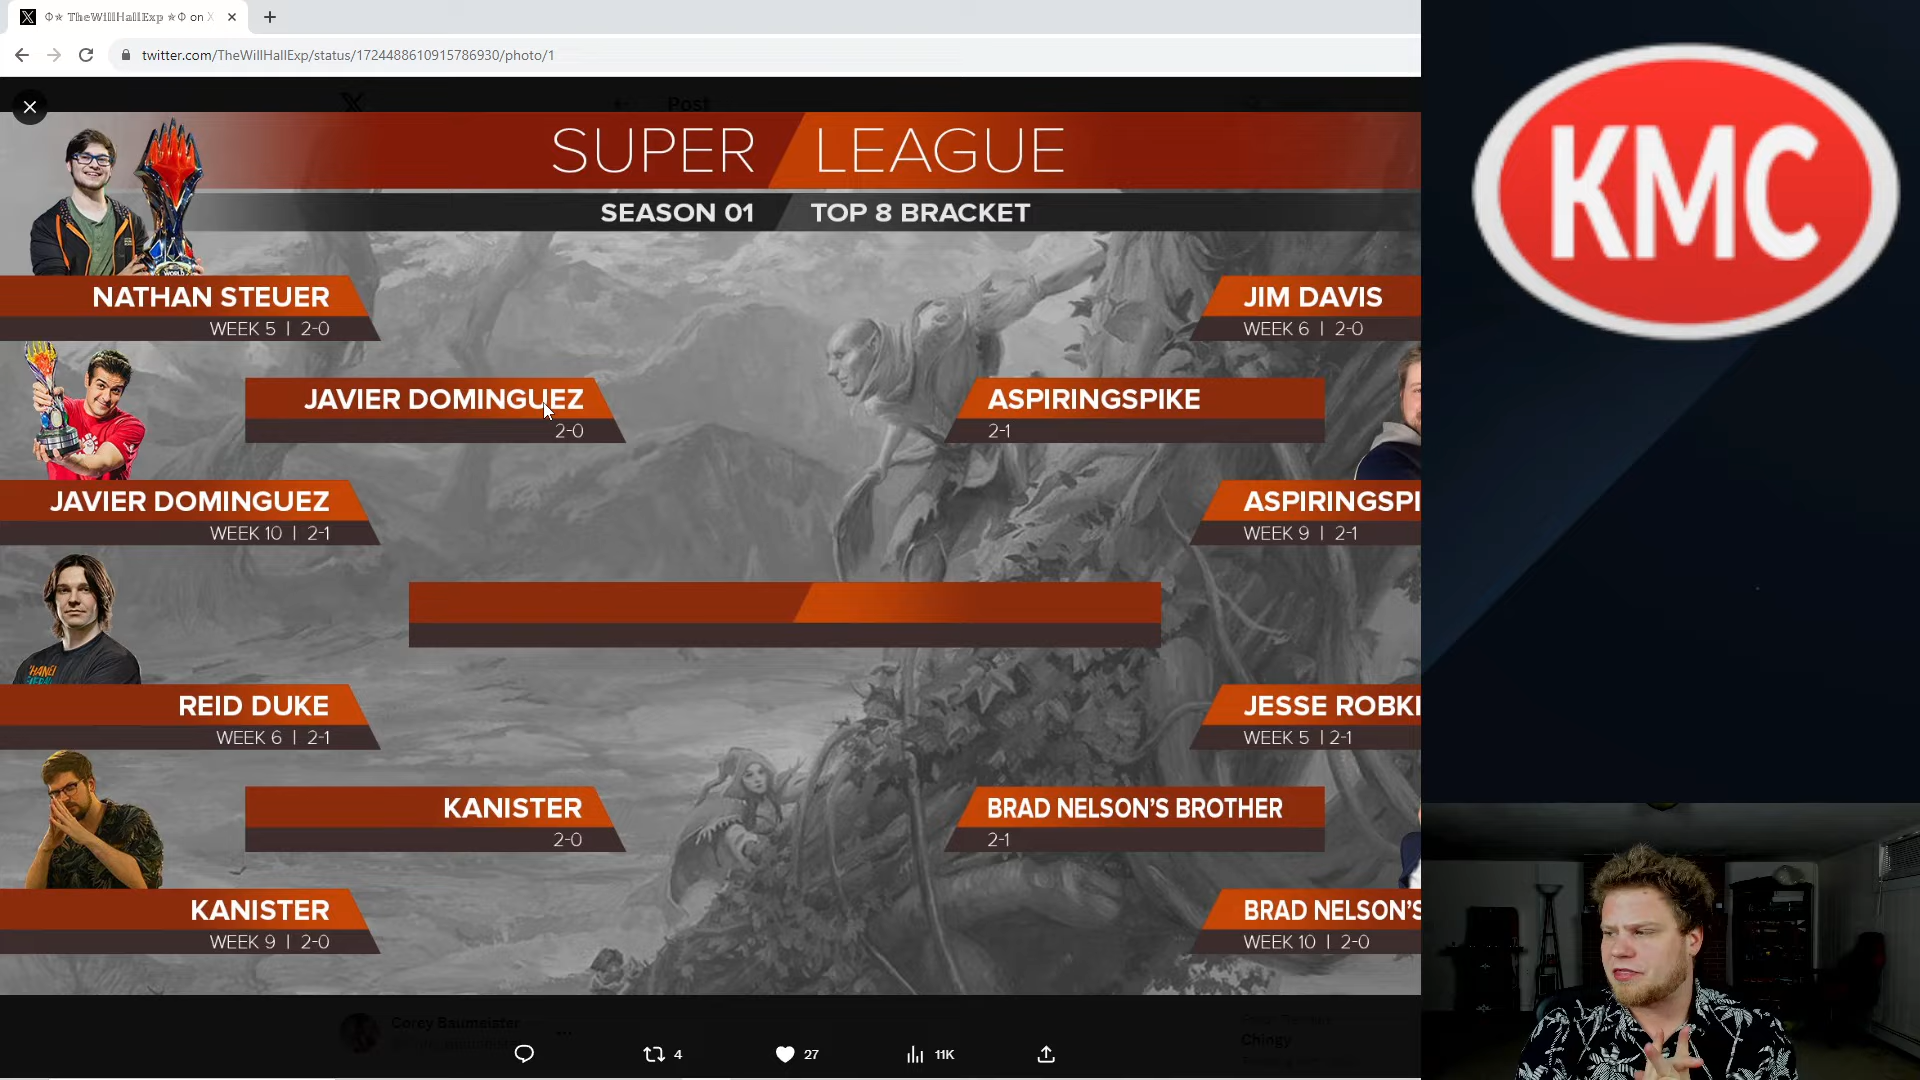 TheWillHallExp on X
twitter.com/TheWillHallExp/status/1724488610915786930/photo/1
Post
SUPER LEAGUE
SEASON 01 TOP 8 BRACKET
NATHAN STEUER
WEEK 5 | 2-0
JIM DAVIS
WEEK 6 | 2-0
JAVIER DOMINGUEZ
2-0
ASPIRINGSPIKE
2-1
JAVIER DOMINGUEZ
WEEK 10 | 2-1
ASPIRINGSPI
WEEK 9 | 2-1
REID DUKE
WEEK 6 | 2-1
JESSE ROBKI
WEEK 5 | 2-1
KANISTER
2-0
BRAD NELSON'S BROTHER
2-1
KANISTER
WEEK 9 | 2-0
BRAD NELSON'S
WEEK 10 | 2-0
Corey Baumeister
Chingy
4
27
11K
KMC